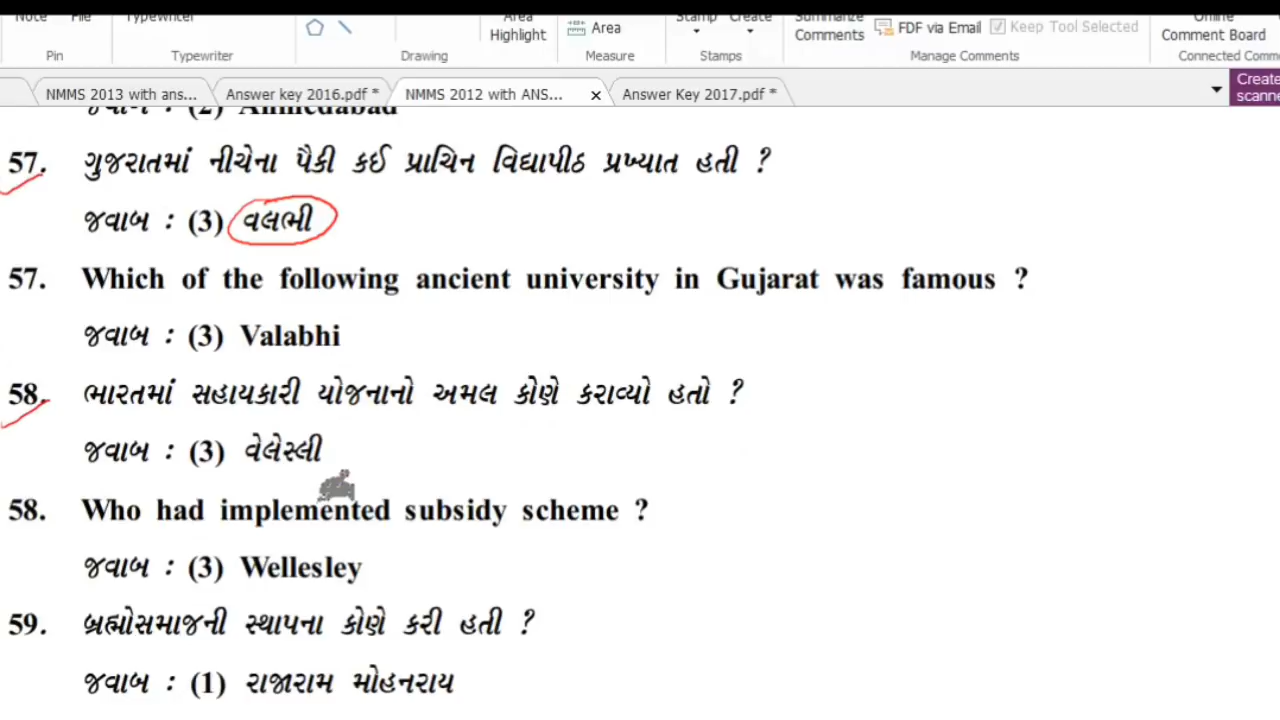 Note File Typewriter Area Stamp Create Summarize Online
Highlight Area Comments FDF via Email Keep Tool Selected Comment Board
Pin Typewriter Drawing Measure Stamps Manage Comments Connected Comm
NMMS 2013 with ans... Answer key 2016.pdf * NMMS 2012 with ANS... x Answer Key 2017.pdf * Create
scanne
જવાબ : (2) Ahmedabad
57. ગુજરાતમાં નીચેના પૈકી કઈ પ્રાચિન વિદ્યાપીઠ પ્રખ્યાત હતી ?
જવાબ : (3) વલભી
57. Which of the following ancient university in Gujarat was famous ?
જવાબ : (3) Valabhi
58. ભારતમાં સહાયકારી યોજનાનો અમલ કોણે કરાવ્યો હતો ?
જવાબ : (3) વેલેસ્લી
58. Who had implemented subsidy scheme ?
જવાબ : (3) Wellesley
59. બ્રહ્મોસમાજની સ્થાપના કોણે કરી હતી ?
જવાબ : (1) રાજારામ મોહનરાય